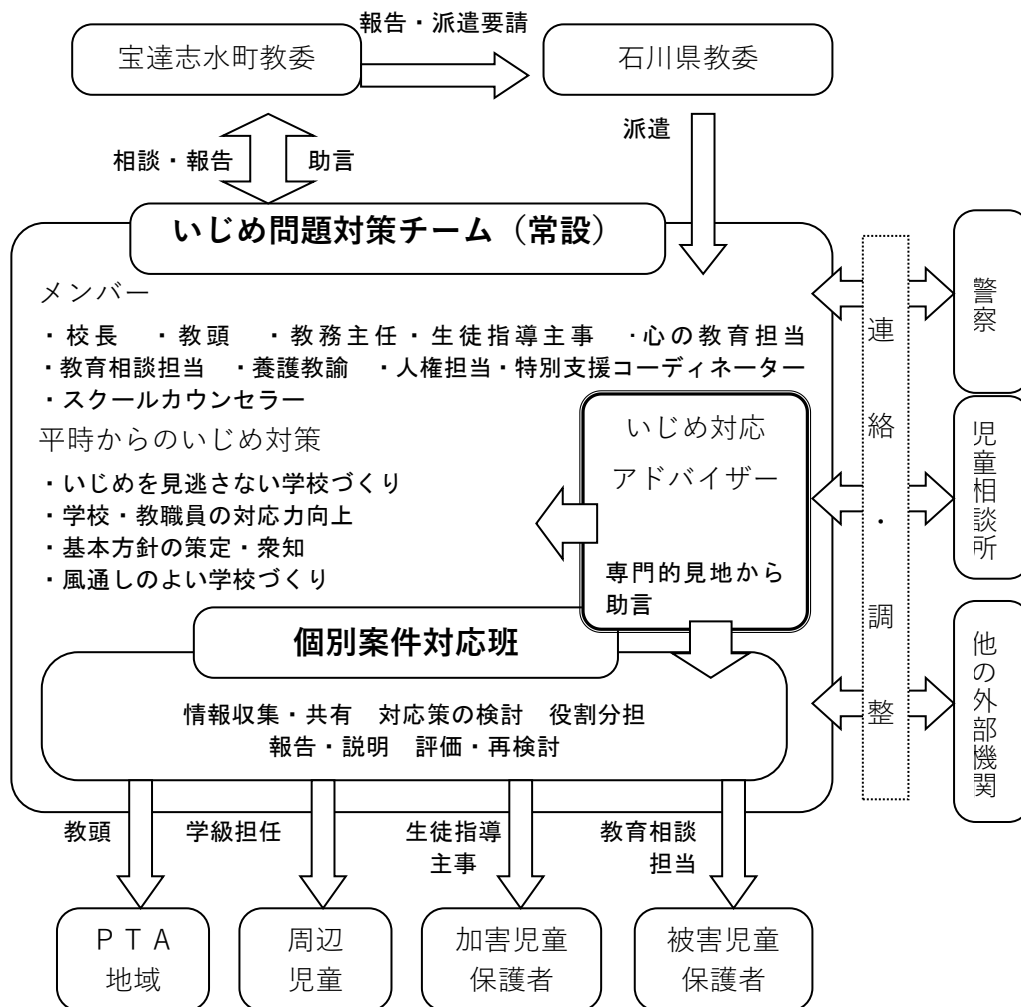 報告・派遣要請
宝達志水町教委
石川県教委
派遣
相談・報告
助言
いじめ問題対策チーム（常設）
メンバー
・校長　・教頭　・教務主任・生徒指導主事　・心の教育担当
・教育相談担当　・養護教諭　・人権担当・特別支援コーディネーター
・スクールカウンセラー
平時からのいじめ対策
・いじめを見逃さない学校づくり
・学校・教職員の対応力向上
・基本方針の策定・衆知
・風通しのよい学校づくり
いじめ対応
アドバイザー
専門的見地から
助言
個別案件対応班
情報収集・共有　対応策の検討　役割分担
報告・説明　評価・再検討
連絡・調整
警察
児童相談所
他の外部機関
教頭
学級担任
生徒指導
主事
教育相談
担当
ＰＴＡ
地域
周辺
児童
加害児童
保護者
被害児童
保護者